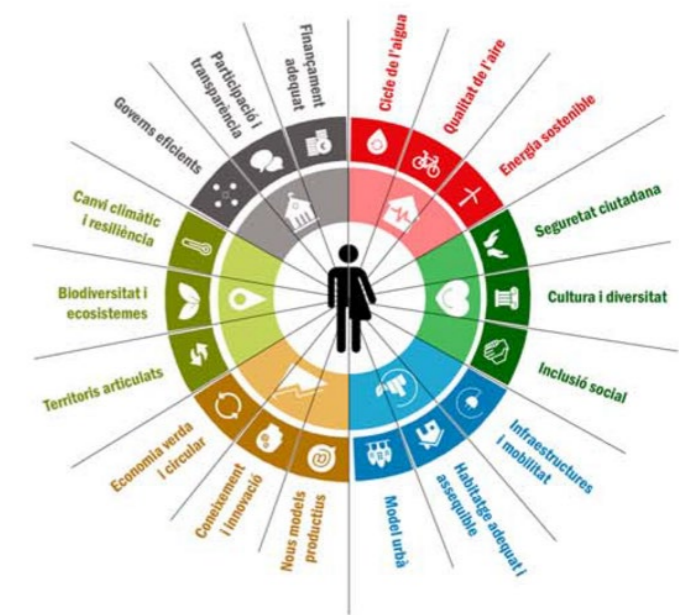 Cicle de l'aigua
Qualitat de l'aire
Energia sostenible
Seguretat ciutadana
Cultura i diversitat
Inclusió social
Infraestructures
i mobilitat
Habitatge adequat i
assequible
Model urbà
Nous models
productius
Coneixement
i innovació
Economia verda
i circular
Territoris articulats
Biodiversitat i
ecosistemes
Canvi climàtic
i resiliència
Governs eficients
Participació i
transparència
Finançament
adequat
@